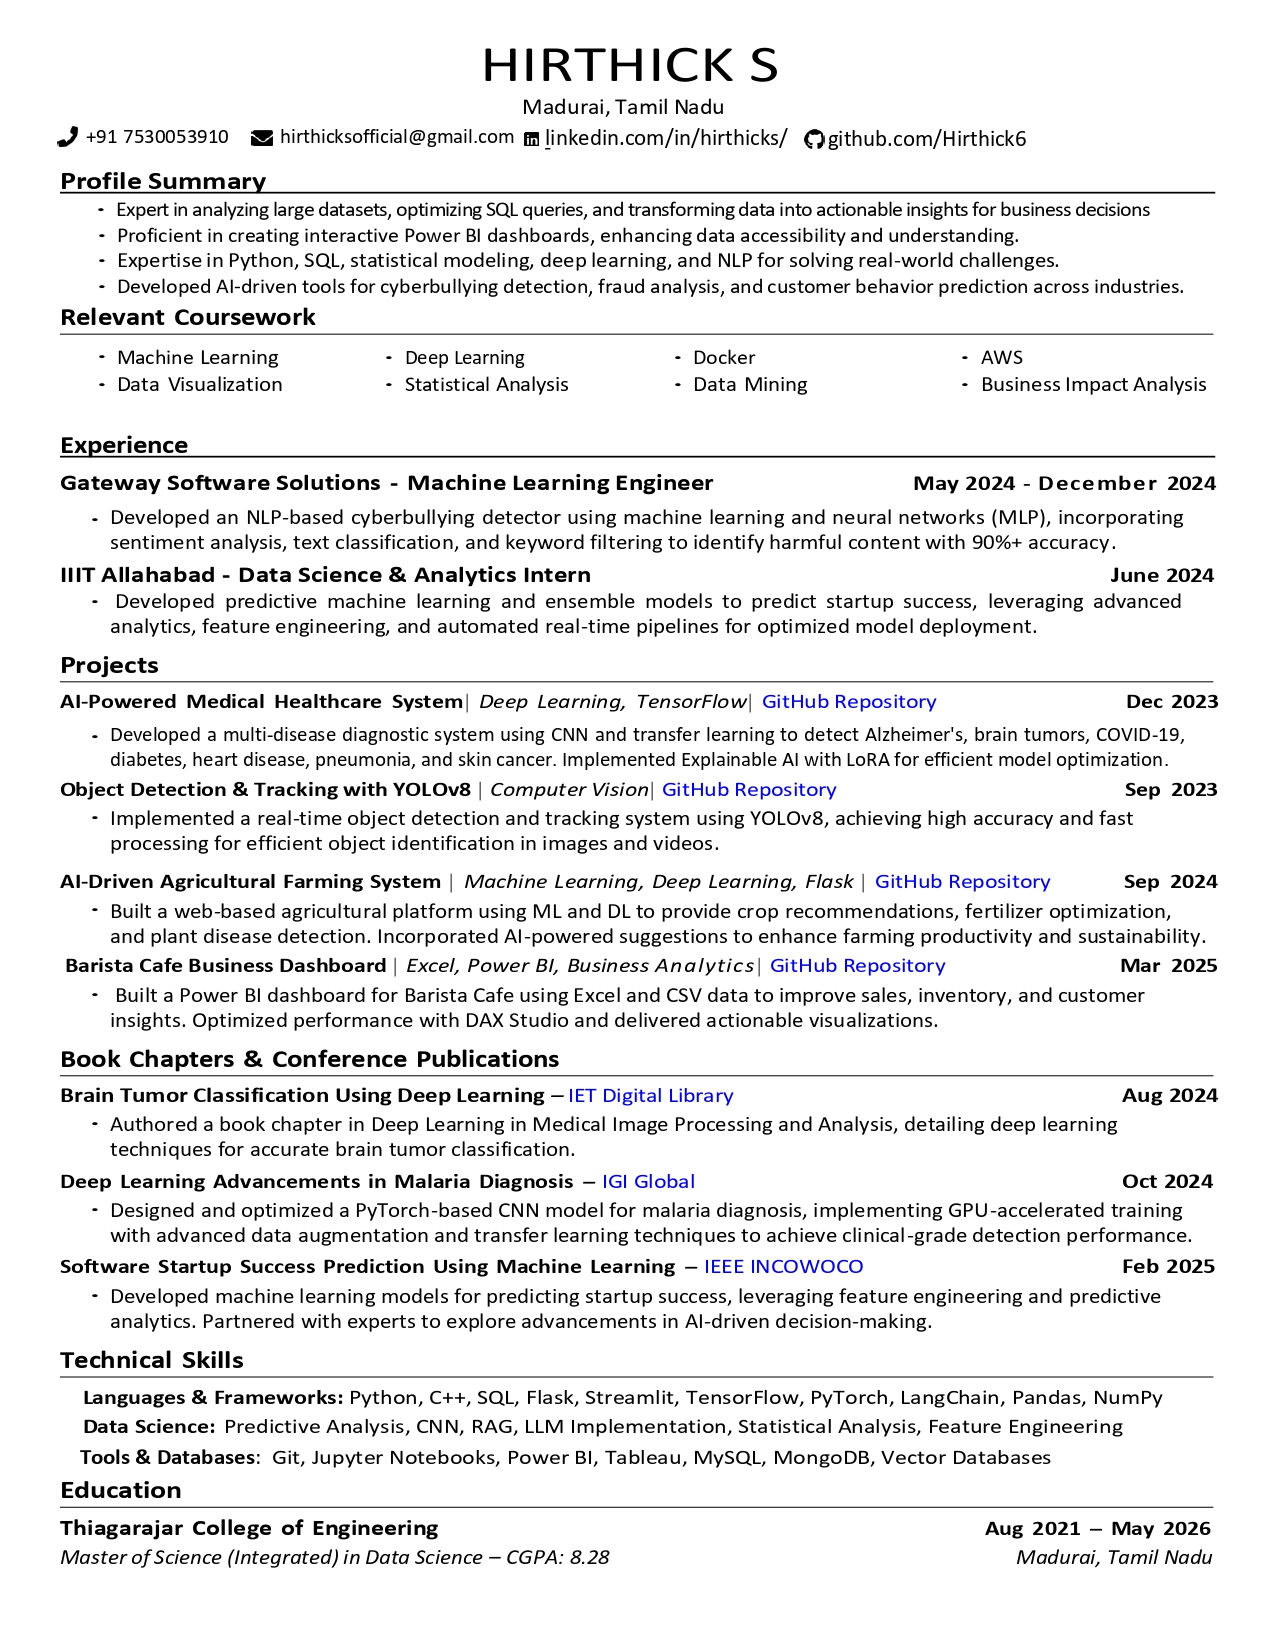 HIRTHICK S
Madurai, Tamil Nadu
+91 7530053910 hirthicksofficial@gmail.com linkedin.com/in/hirthicks/ github.com/Hirthick6
Profile Summary
- Expert in analyzing large datasets, optimizing SQL queries, and transforming data into actionable insights for business decisions
- Proficient in creating interactive Power BI dashboards, enhancing data accessibility and understanding.
- Expertise in Python, SQL, statistical modeling, deep learning, and NLP for solving real-world challenges.
- Developed AI-driven tools for cyberbullying detection, fraud analysis, and customer behavior prediction across industries.
Relevant Coursework
- Machine Learning - Deep Learning - Docker - AWS
- Data Visualization - Statistical Analysis - Data Mining - Business Impact Analysis
Experience
Gateway Software Solutions - Machine Learning Engineer May 2024 - December 2024
- Developed an NLP-based cyberbullying detector using machine learning and neural networks (MLP), incorporating
sentiment analysis, text classification, and keyword filtering to identify harmful content with 90%+ accuracy.
IIIT Allahabad - Data Science & Analytics Intern June 2024
- Developed predictive machine learning and ensemble models to predict startup success, leveraging advanced
analytics, feature engineering, and automated real-time pipelines for optimized model deployment.
Projects
AI-Powered Medical Healthcare System| Deep Learning, TensorFlow| GitHub Repository Dec 2023
- Developed a multi-disease diagnostic system using CNN and transfer learning to detect Alzheimer's, brain tumors, COVID-19,
diabetes, heart disease, pneumonia, and skin cancer. Implemented Explainable AI with LoRA for efficient model optimization.
Object Detection & Tracking with YOLOv8 | Computer Vision| GitHub Repository Sep 2023
- Implemented a real-time object detection and tracking system using YOLOv8, achieving high accuracy and fast
processing for efficient object identification in images and videos.
AI-Driven Agricultural Farming System | Machine Learning, Deep Learning, Flask | GitHub Repository Sep 2024
- Built a web-based agricultural platform using ML and DL to provide crop recommendations, fertilizer optimization,
and plant disease detection. Incorporated AI-powered suggestions to enhance farming productivity and sustainability.
Barista Cafe Business Dashboard | Excel, Power BI, Business Analytics| GitHub Repository Mar 2025
- Built a Power BI dashboard for Barista Cafe using Excel and CSV data to improve sales, inventory, and customer
insights. Optimized performance with DAX Studio and delivered actionable visualizations.
Book Chapters & Conference Publications
Brain Tumor Classification Using Deep Learning – IET Digital Library Aug 2024
- Authored a book chapter in Deep Learning in Medical Image Processing and Analysis, detailing deep learning
techniques for accurate brain tumor classification.
Deep Learning Advancements in Malaria Diagnosis – IGI Global Oct 2024
- Designed and optimized a PyTorch-based CNN model for malaria diagnosis, implementing GPU-accelerated training
with advanced data augmentation and transfer learning techniques to achieve clinical-grade detection performance.
Software Startup Success Prediction Using Machine Learning – IEEE INCOWOCO Feb 2025
- Developed machine learning models for predicting startup success, leveraging feature engineering and predictive
analytics. Partnered with experts to explore advancements in AI-driven decision-making.
Technical Skills
Languages & Frameworks: Python, C++, SQL, Flask, Streamlit, TensorFlow, PyTorch, LangChain, Pandas, NumPy
Data Science: Predictive Analysis, CNN, RAG, LLM Implementation, Statistical Analysis, Feature Engineering
Tools & Databases: Git, Jupyter Notebooks, Power BI, Tableau, MySQL, MongoDB, Vector Databases
Education
Thiagarajar College of Engineering Aug 2021 – May 2026
Master of Science (Integrated) in Data Science – CGPA: 8.28 Madurai, Tamil Nadu